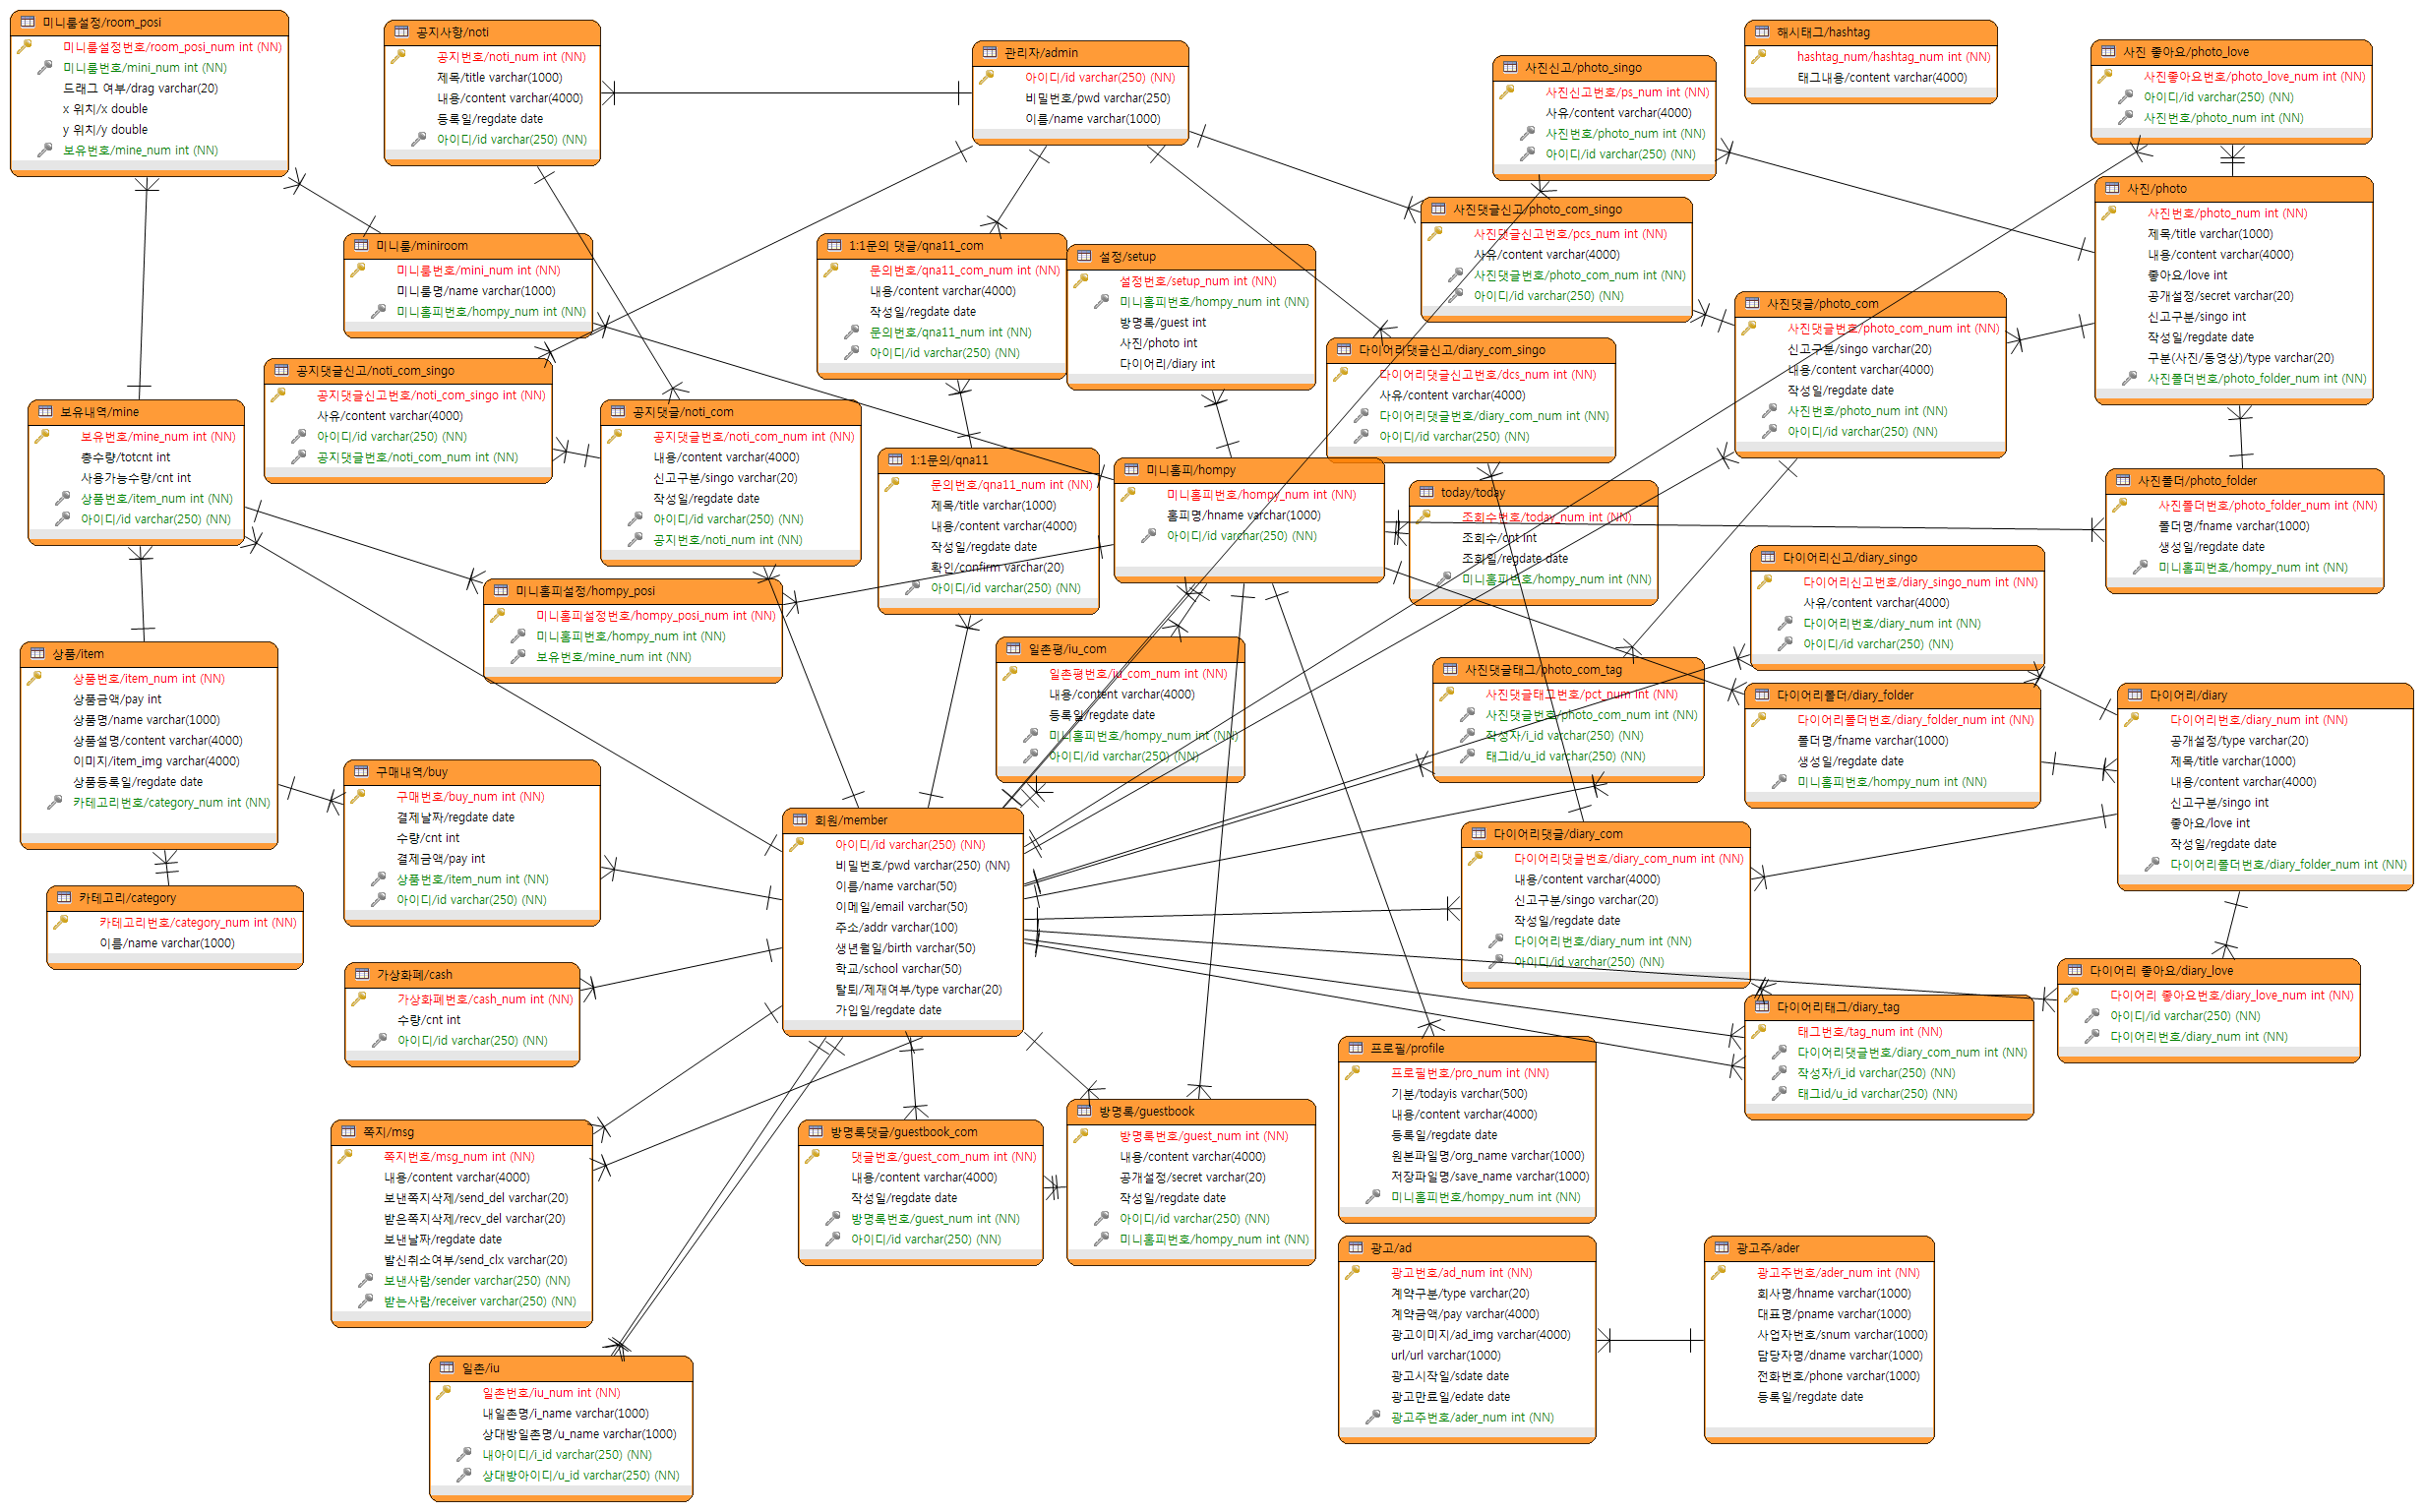 미니룸설정/room_posi
미니룸설정번호/room_posi_num int (NN)
미니룸번호/mini_num int (NN)
드래그 여부/drag varchar(20)
x 위치/x double
y 위치/y double
보유번호/mine_num int (NN)
공지사항/noti
공지번호/noti_num int (NN)
제목/title varchar(1000)
내용/content varchar(4000)
등록일/regdate date
아이디/id varchar(250) (NN)
관리자/admin
아이디/id varchar(250) (NN)
비밀번호/pwd varchar(250)
이름/name varchar(1000)
사진신고/photo_singo
사진신고번호/ps_num int (NN)
사유/content varchar(4000)
사진번호/photo_num int (NN)
아이디/id varchar(250) (NN)
해시태그/hashtag
hashtag_num/hashtag_num int (NN)
태그내용/content varchar(4000)
사진 좋아요/photo_love
사진좋아요번호/photo_love_num int (NN)
아이디/id varchar(250) (NN)
사진번호/photo_num int (NN)
사진/photo
사진번호/photo_num int (NN)
제목/title varchar(1000)
내용/content varchar(4000)
좋아요/love int
공개설정/secret varchar(20)
신고구분/singo int
작성일/regdate date
구분(사진/동영상)/type varchar(20)
사진폴더번호/photo_folder_num int (NN)
사진댓글신고/photo_com_singo
사진댓글신고번호/pcs_num int (NN)
사유/content varchar(4000)
사진댓글번호/photo_com_num int (NN)
아이디/id varchar(250) (NN)
미니룸/miniroom
미니룸번호/mini_num int (NN)
미니룸명/name varchar(1000)
미니홈피번호/hompy_num int (NN)
1:1문의 댓글/qna11_com
문의번호/qna11_com_num int (NN)
내용/content varchar(4000)
작성일/regdate date
문의번호/qna11_num int (NN)
아이디/id varchar(250) (NN)
설정/setup
설정번호/setup_num int (NN)
미니홈피번호/hompy_num int (NN)
방명록/guest int
사진/photo int
다이어리/diary int
사진댓글/photo_com
사진댓글번호/photo_com_num int (NN)
신고구분/singo varchar(20)
내용/content varchar(4000)
작성일/regdate date
사진번호/photo_num int (NN)
아이디/id varchar(250) (NN)
다이어리댓글신고/diary_com_singo
다이어리댓글신고번호/dcs_num int (NN)
사유/content varchar(4000)
다이어리댓글번호/diary_com_num int (NN)
아이디/id varchar(250) (NN)
공지댓글신고/noti_com_singo
공지댓글신고번호/noti_com_singo int (NN)
사유/content varchar(4000)
아이디/id varchar(250) (NN)
공지댓글번호/noti_com_num int (NN)
보유내역/mine
보유번호/mine_num int (NN)
총수량/totcnt int
사용가능수량/cnt int
상품번호/item_num int (NN)
아이디/id varchar(250) (NN)
공지댓글/noti_com
공지댓글번호/noti_com_num int (NN)
내용/content varchar(4000)
신고구분/singo varchar(20)
작성일/regdate date
아이디/id varchar(250) (NN)
공지번호/noti_num int (NN)
1:1문의/qna11
문의번호/qna11_num int (NN)
제목/title varchar(1000)
내용/content varchar(4000)
작성일/regdate date
확인/confirm varchar(20)
아이디/id varchar(250) (NN)
미니홈피/hompy
미니홈피번호/hompy_num int (NN)
홈피명/hname varchar(1000)
아이디/id varchar(250) (NN)
today/today
조회수번호/today_num int (NN)
조회수/cnt int
조회일/regdate date
미니홈피번호/hompy_num int (NN)
사진폴더/photo_folder
사진폴더번호/photo_folder_num int (NN)
폴더명/fname varchar(1000)
생성일/regdate date
미니홈피번호/hompy_num int (NN)
다이어리신고/diary_singo
다이어리신고번호/diary_singo_num int (NN)
사유/content varchar(4000)
다이어리번호/diary_num int (NN)
아이디/id varchar(250) (NN)
미니홈피설정/hompy_posi
미니홈피설정번호/hompy_posi_num int (NN)
미니홈피번호/hompy_num int (NN)
보유번호/mine_num int (NN)
상품/item
상품번호/item_num int (NN)
상품금액/pay int
상품명/name varchar(1000)
상품설명/content varchar(4000)
이미지/item_img varchar(4000)
상품등록일/regdate date
카테고리번호/category_num int (NN)
일촌평/iu_com
일촌평번호/iu_com_num int (NN)
내용/content varchar(4000)
등록일/regdate date
미니홈피번호/hompy_num int (NN)
아이디/id varchar(250) (NN)
사진댓글태그/photo_com_tag
사진댓글태그번호/pct_num int (NN)
사진댓글번호/photo_com_num int (NN)
작성자/i_id varchar(250) (NN)
태그id/u_id varchar(250) (NN)
다이어리폴더/diary_folder
다이어리폴더번호/diary_folder_num int (NN)
폴더명/fname varchar(1000)
생성일/regdate date
미니홈피번호/hompy_num int (NN)
다이어리/diary
다이어리번호/diary_num int (NN)
공개설정/type varchar(20)
제목/title varchar(1000)
내용/content varchar(4000)
신고구분/singo int
좋아요/love int
작성일/regdate date
다이어리폴더번호/diary_folder_num int (NN)
구매내역/buy
구매번호/buy_num int (NN)
결제날짜/regdate date
수량/cnt int
결제금액/pay int
상품번호/item_num int (NN)
아이디/id varchar(250) (NN)
회원/member
아이디/id varchar(250) (NN)
비밀번호/pwd varchar(250) (NN)
이름/name varchar(50)
이메일/email varchar(50)
주소/addr varchar(100)
생년월일/birth varchar(50)
학교/school varchar(50)
탈퇴/제재여부/type varchar(20)
가입일/regdate date
다이어리댓글/diary_com
다이어리댓글번호/diary_com_num int (NN)
내용/content varchar(4000)
신고구분/singo varchar(20)
작성일/regdate date
다이어리번호/diary_num int (NN)
아이디/id varchar(250) (NN)
카테고리/category
카테고리번호/category_num int (NN)
이름/name varchar(1000)
가상화폐/cash
가상화폐번호/cash_num int (NN)
수량/cnt int
아이디/id varchar(250) (NN)
다이어리 좋아요/diary_love
다이어리 좋아요번호/diary_love_num int (NN)
아이디/id varchar(250) (NN)
다이어리번호/diary_num int (NN)
다이어리태그/diary_tag
태그번호/tag_num int (NN)
다이어리댓글번호/diary_com_num int (NN)
작성자/i_id varchar(250) (NN)
태그id/u_id varchar(250) (NN)
프로필/profile
프로필번호/pro_num int (NN)
기분/todayis varchar(500)
내용/content varchar(4000)
등록일/regdate date
원본파일명/org_name varchar(1000)
저장파일명/save_name varchar(1000)
미니홈피번호/hompy_num int (NN)
쪽지/msg
쪽지번호/msg_num int (NN)
내용/content varchar(4000)
보낸쪽지삭제/send_del varchar(20)
받은쪽지삭제/recv_del varchar(20)
보낸날짜/regdate date
발신취소여부/send_clx varchar(20)
보낸사람/sender varchar(250) (NN)
받는사람/receiver varchar(250) (NN)
방명록댓글/guestbook_com
댓글번호/guest_com_num int (NN)
내용/content varchar(4000)
작성일/regdate date
방명록번호/guest_num int (NN)
아이디/id varchar(250) (NN)
방명록/guestbook
방명록번호/guest_num int (NN)
내용/content varchar(4000)
공개설정/secret varchar(20)
작성일/regdate date
아이디/id varchar(250) (NN)
미니홈피번호/hompy_num int (NN)
광고/ad
광고번호/ad_num int (NN)
계약구분/type varchar(20)
계약금액/pay varchar(4000)
광고이미지/ad_img varchar(4000)
url/url varchar(1000)
광고시작일/sdate date
광고만료일/edate date
광고주번호/ader_num int (NN)
광고주/ader
광고주번호/ader_num int (NN)
회사명/hname varchar(1000)
대표명/pname varchar(1000)
사업자번호/snum varchar(1000)
담당자명/dname varchar(1000)
전화번호/phone varchar(1000)
등록일/regdate date
일촌/iu
일촌번호/iu_num int (NN)
내일촌명/i_name varchar(1000)
상대방일촌명/u_name varchar(1000)
내아이디/i_id varchar(250) (NN)
상대방아이디/u_id varchar(250) (NN)